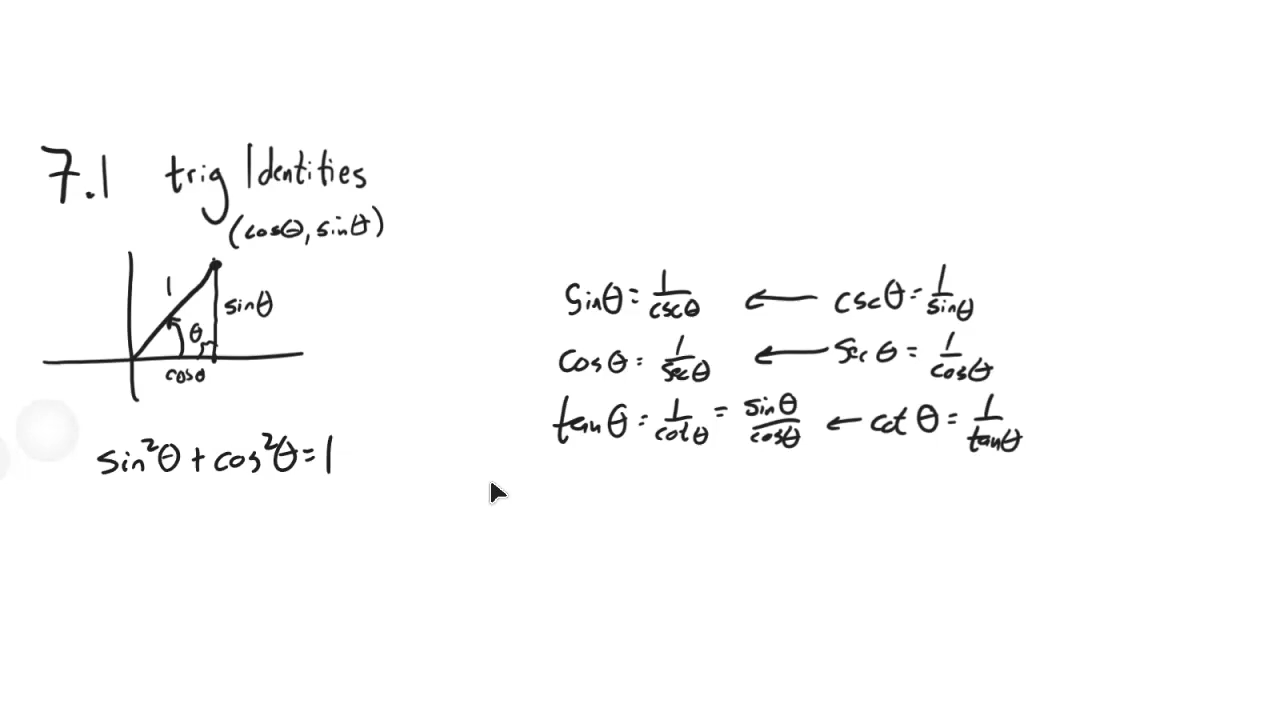 7.1 trig Identities
(cosθ, sinθ)
1
sinθ
θ
cosθ
sin²θ + cos²θ = 1
sinθ = 1/cscθ ← cscθ = 1/sinθ
cosθ = 1/secθ ← secθ = 1/cosθ
tanθ = 1/cotθ = sinθ/cosθ ← cotθ = 1/tanθ